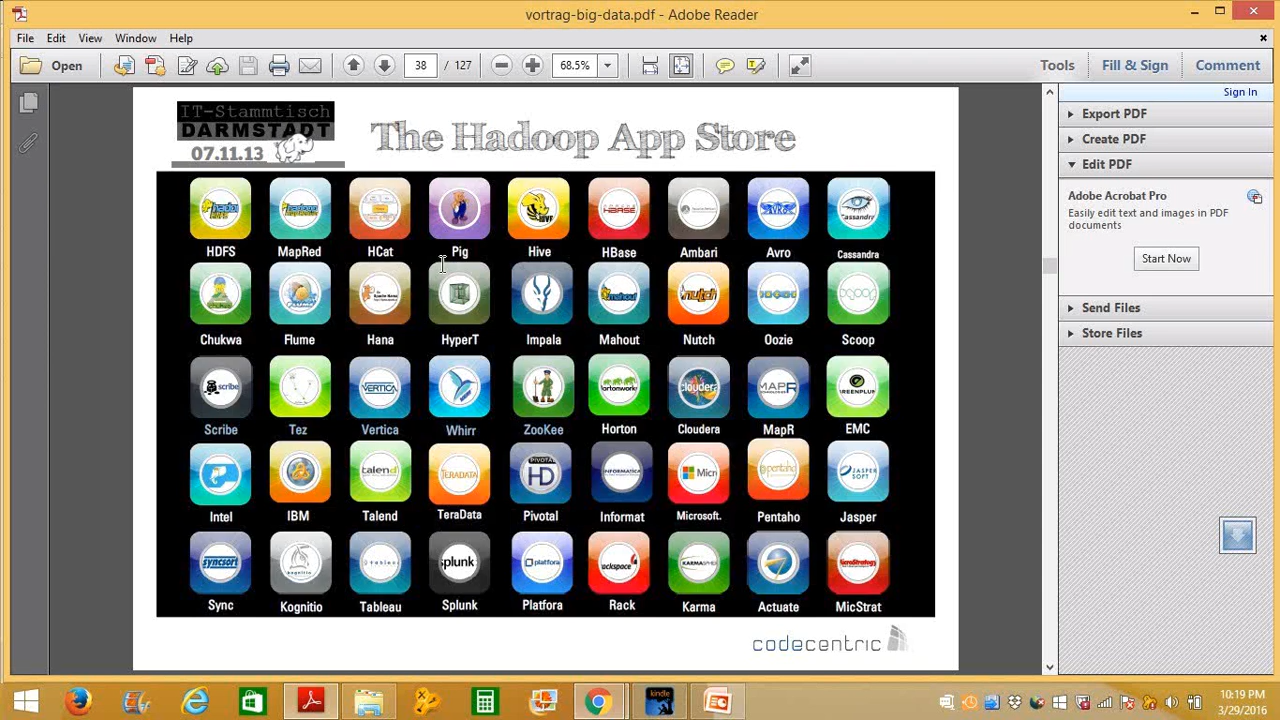 vortrag-big-data.pdf - Adobe Reader
File Edit View Window Help
Open 38 / 127 68.5% Tools Fill & Sign Comment
Sign In
IT-Stammtisch
DARMSTADT
07.11.13
The Hadoop App Store
HDFS MapRed HCat Pig Hive HBase Ambari Avro Cassandra
Chukwa Flume Hana HyperT Impala Mahout Nutch Oozie Scoop
Scribe Tez Vertica Whirr ZooKee Horton Cloudera MapR EMC
Intel IBM Talend TeraData Pivotal Informat Microsoft. Pentaho Jasper
Sync Kognitio Tableau Splunk Platfora Rack Karma Actuate MicStrat
codecentric
Export PDF
Create PDF
Edit PDF
Adobe Acrobat Pro
Easily edit text and images in PDF
documents
Start Now
Send Files
Store Files
kindle
10:19 PM
3/29/2016